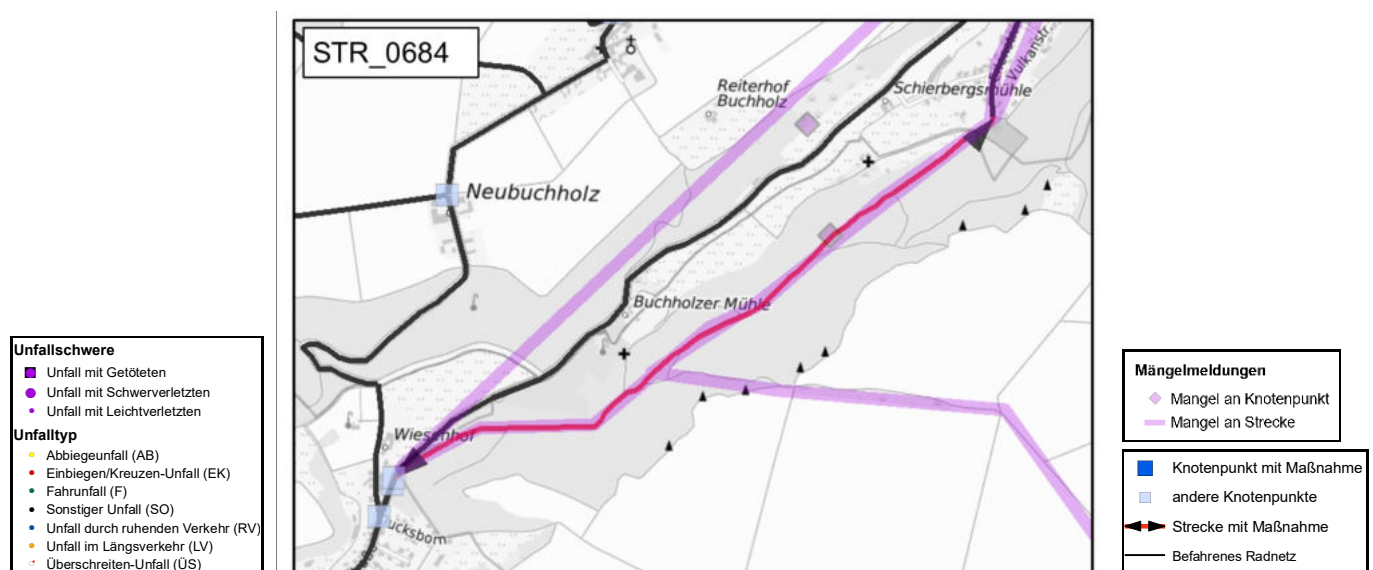 STR_0684
Reiterhof
Buchholz
Schierbergsmühle
Vulkanstr.
Neubuchholz
Buchholzer Mühle
Wiesenhof
ucksborn
Unfallschwere
Unfall mit Getöteten
Unfall mit Schwerverletzten
Unfall mit Leichtverletzten
Unfalltyp
Abbiegeunfall (AB)
Einbiegen/Kreuzen-Unfall (EK)
Fahrunfall (F)
Sonstiger Unfall (SO)
Unfall durch ruhenden Verkehr (RV)
Unfall im Längsverkehr (LV)
Überschreiten-Unfall (ÜS)
Mängelmeldungen
Mangel an Knotenpunkt
Mangel an Strecke
Knotenpunkt mit Maßnahme
andere Knotenpunkte
Strecke mit Maßnahme
Befahrenes Radnetz